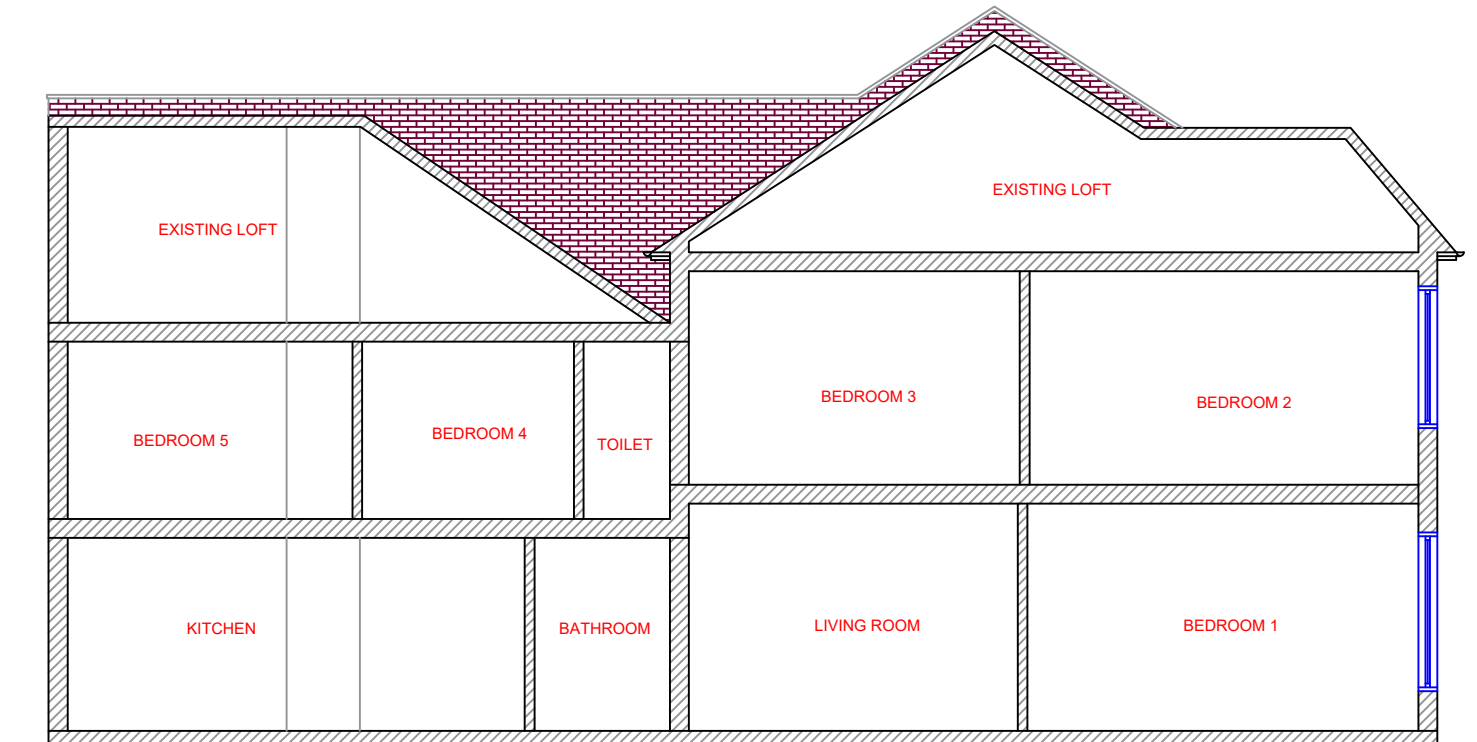 EXISTING LOFT
EXISTING LOFT
BEDROOM 5
BEDROOM 4
TOILET
BEDROOM 3
BEDROOM 2
KITCHEN
BATHROOM
LIVING ROOM
BEDROOM 1